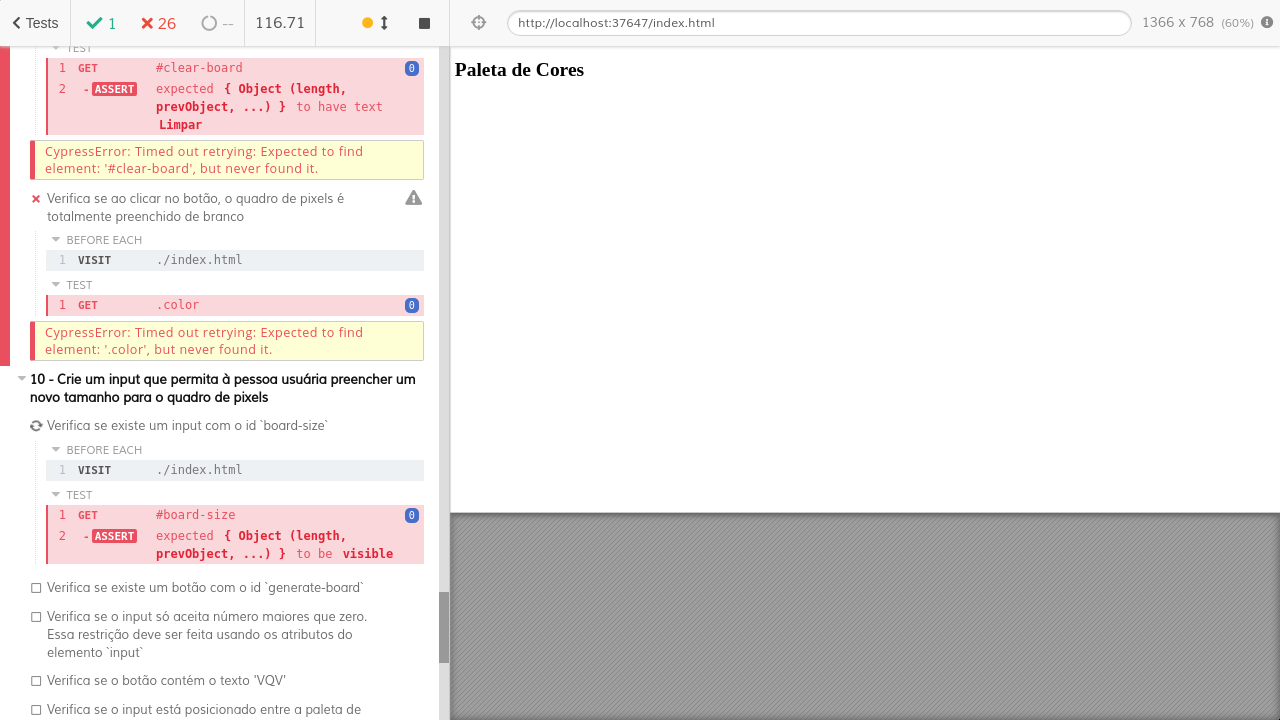 Tests 1 26 -- 116.71 http://localhost:37647/index.html 1366 x 768 (60%)
TEST
1 GET #clear-board 0
2 -ASSERT expected { Object (length,
prevObject, ...) } to have text
Limpar
CypressError: Timed out retrying: Expected to find
element: '#clear-board', but never found it.
Verifica se ao clicar no botão, o quadro de pixels é
totalmente preenchido de branco
BEFORE EACH
1 VISIT ./index.html
TEST
1 GET .color 0
CypressError: Timed out retrying: Expected to find
element: '.color', but never found it.
10 - Crie um input que permita à pessoa usuária preencher um
novo tamanho para o quadro de pixels
Verifica se existe um input com o id `board-size`
BEFORE EACH
1 VISIT ./index.html
TEST
1 GET #board-size 0
2 -ASSERT expected { Object (length,
prevObject, ...) } to be visible
Verifica se existe um botão com o id `generate-board`
Verifica se o input só aceita número maiores que zero.
Essa restrição deve ser feita usando os atributos do
elemento `input`
Verifica se o botão contém o texto 'VQV'
Verifica se o input está posicionado entre a paleta de
Paleta de Cores